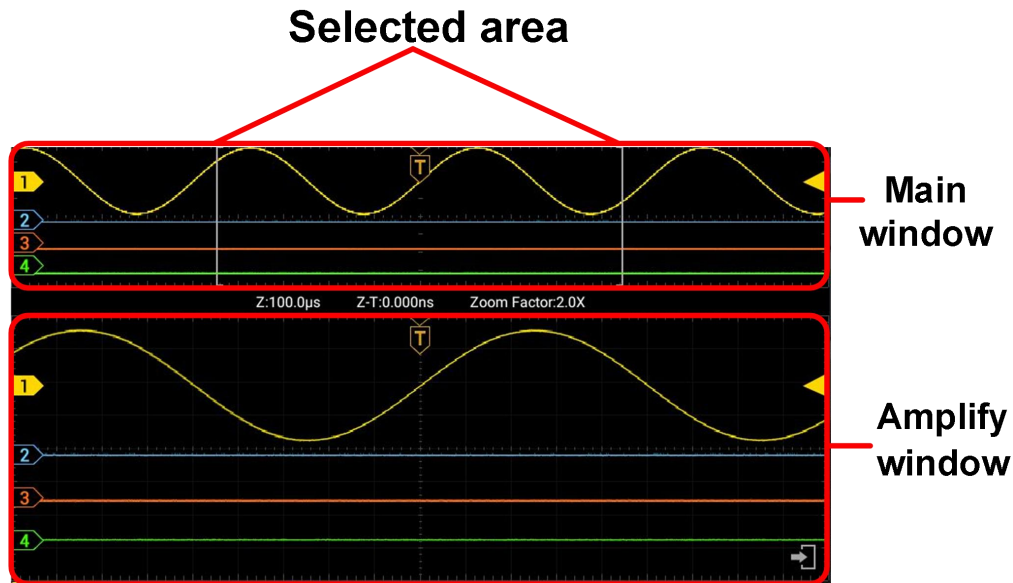 Selected area
T
1
2
3
4
Main
window
Z:100.0μs Z-T:0.000ns Zoom Factor:2.0X
T
1
2
3
4
Amplify
window